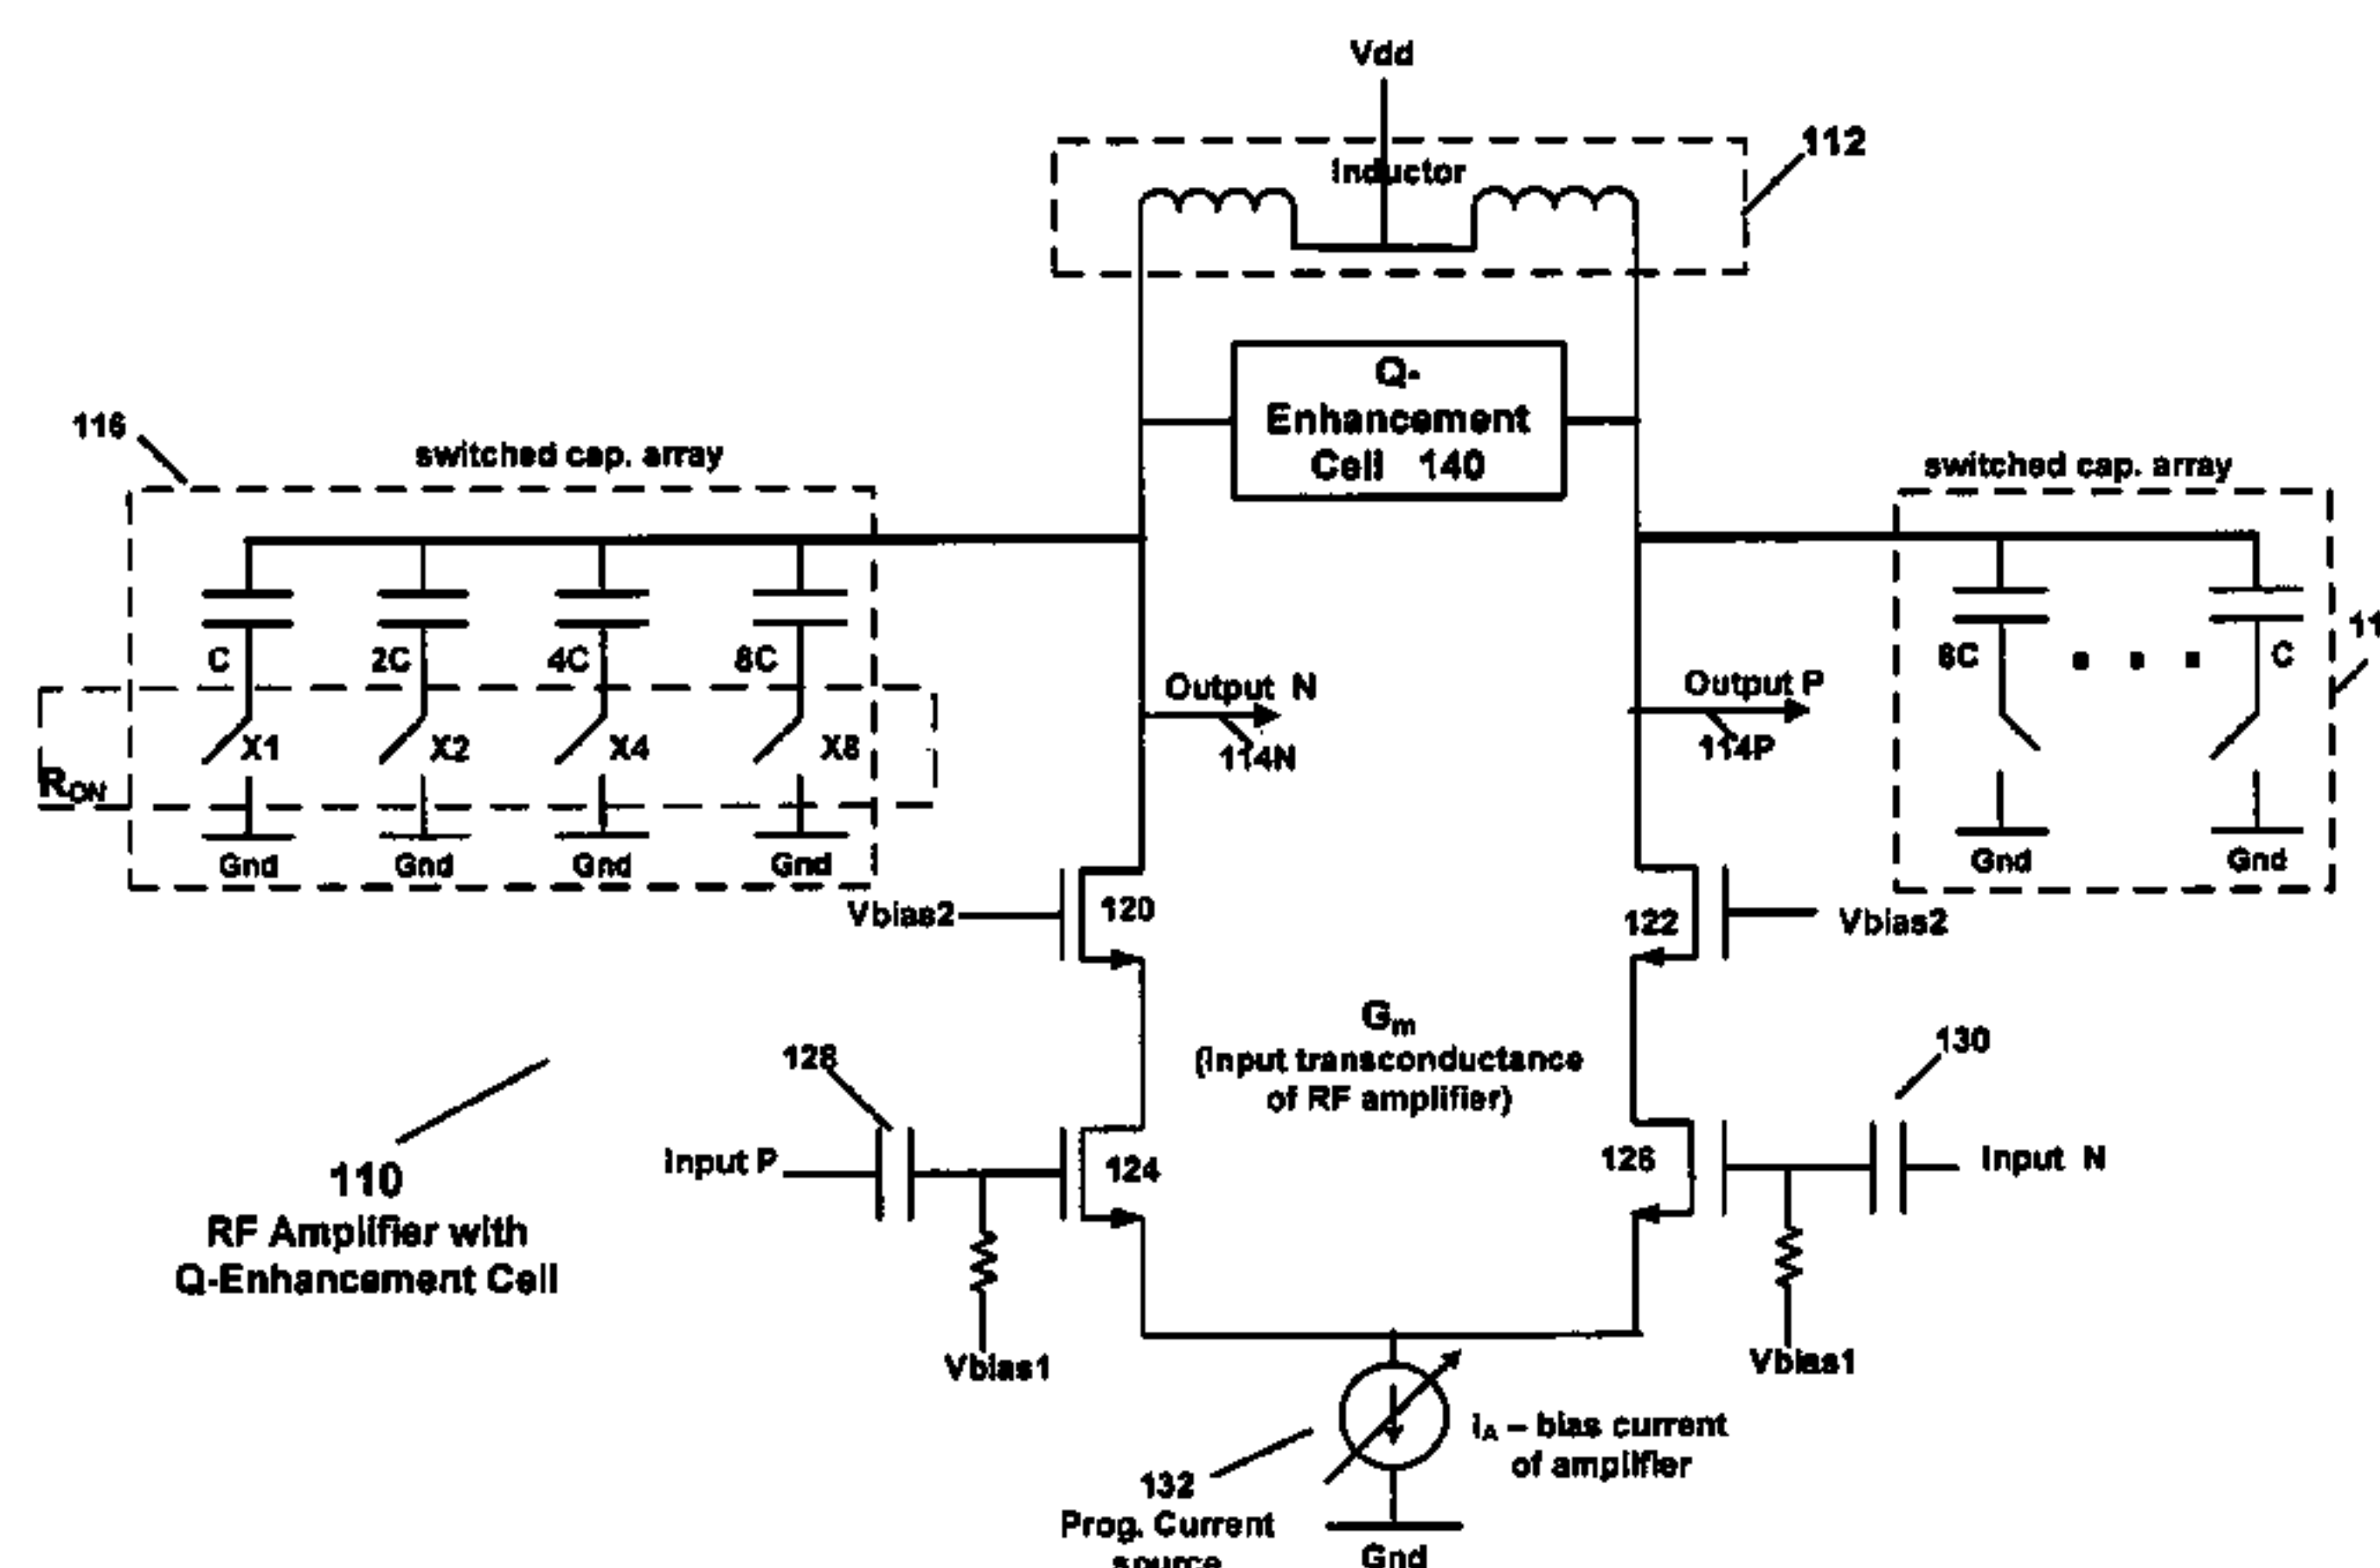 Vdd
112
Inductor
Q-
Enhancement
Cell 140
116
switched cap. array
switched cap. array
C
2C
4C
8C
8C
C
11
Output N
Output P
X1
X2
X4
X8
114N
114P
RON
Gnd
Gnd
Gnd
Gnd
Gnd
Gnd
Vbias2
120
122
Vbias2
Gm
(Input transconductance
of RF amplifier)
128
130
Input P
124
126
Input N
110
RF Amplifier with
Q-Enhancement Cell
Vbias1
Vbias1
IA – bias current
of amplifier
132
Prog. Current
source
Gnd